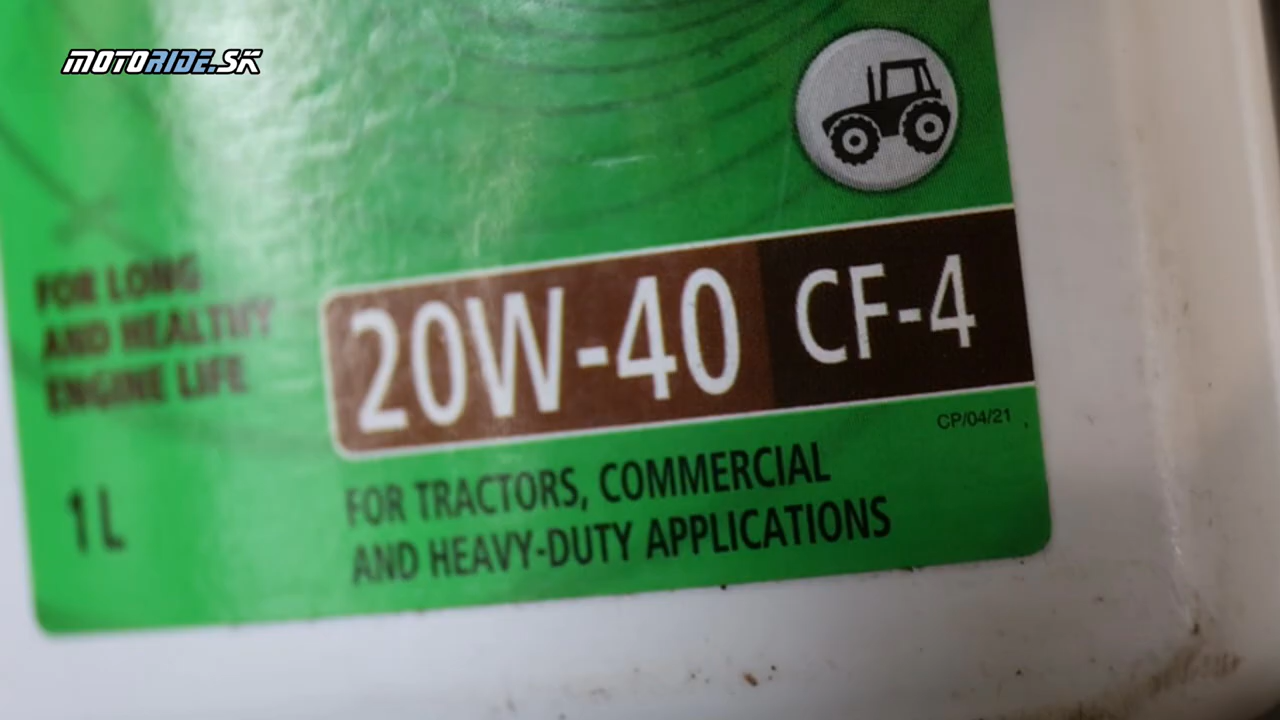 MOTORIDE.SK
FOR LONG
AND HEALTHY
ENGINE LIFE
20W-40 CF-4
CP/04/21
1 L
FOR TRACTORS, COMMERCIAL
AND HEAVY-DUTY APPLICATIONS